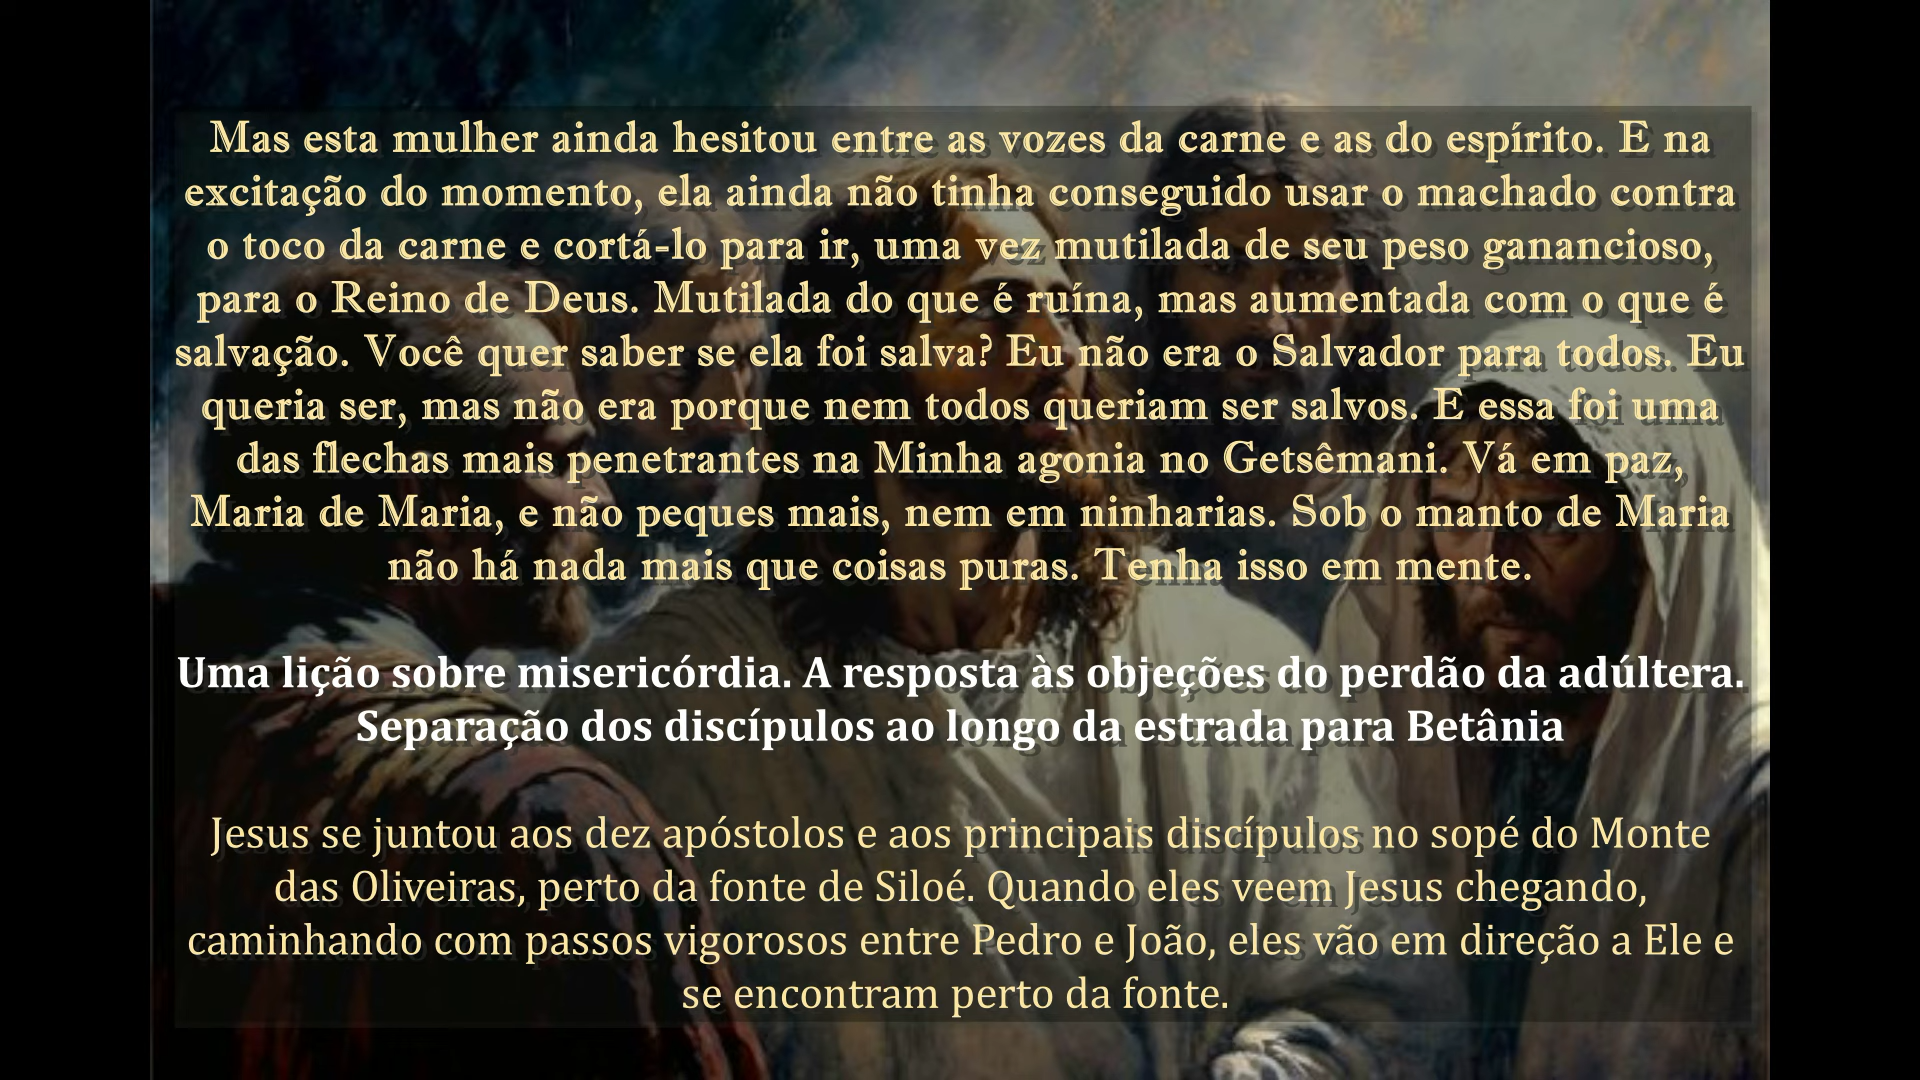 Mas esta mulher ainda hesitou entre as vozes da carne e as do espírito. E na
excitação do momento, ela ainda não tinha conseguido usar o machado contra
o toco da carne e cortá-lo para ir, uma vez mutilada de seu peso ganancioso,
para o Reino de Deus. Mutilada do que é ruína, mas aumentada com o que é
salvação. Você quer saber se ela foi salva? Eu não era o Salvador para todos. Eu
queria ser, mas não era porque nem todos queriam ser salvos. E essa foi uma
das flechas mais penetrantes na Minha agonia no Getsêmani. Vá em paz,
Maria de Maria, e não peques mais, nem em ninharias. Sob o manto de Maria
não há nada mais que coisas puras. Tenha isso em mente.
Uma lição sobre misericórdia. A resposta às objeções do perdão da adúltera.
Separação dos discípulos ao longo da estrada para Betânia
Jesus se juntou aos dez apóstolos e aos principais discípulos no sopé do Monte
das Oliveiras, perto da fonte de Siloé. Quando eles veem Jesus chegando,
caminhando com passos vigorosos entre Pedro e João, eles vão em direção a Ele e
se encontram perto da fonte.